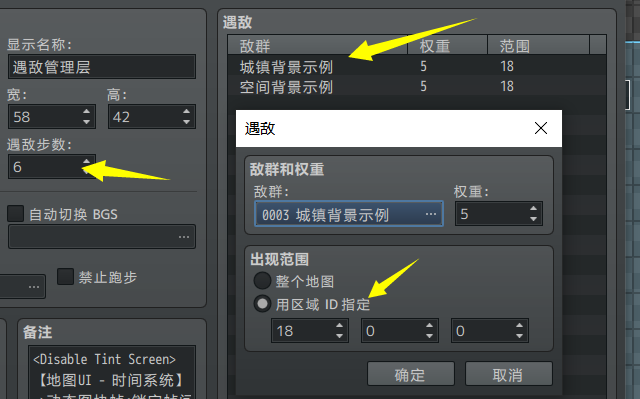 显示名称:
遇敌管理层
宽: 高:
58 42
遇敌步数:
6
自动切换 BGS
...
... 禁止跑步
备注
<Disable Tint Screen>
【地图UI - 时间系统】
遇敌
敌群 权重 范围
城镇背景示例 5 18
空间背景示例 5 18
遇敌
敌群和权重
敌群: 权重:
0003 城镇背景示例 ... 5
出现范围
整个地图
用区域 ID 指定
18 0 0
确定 取消